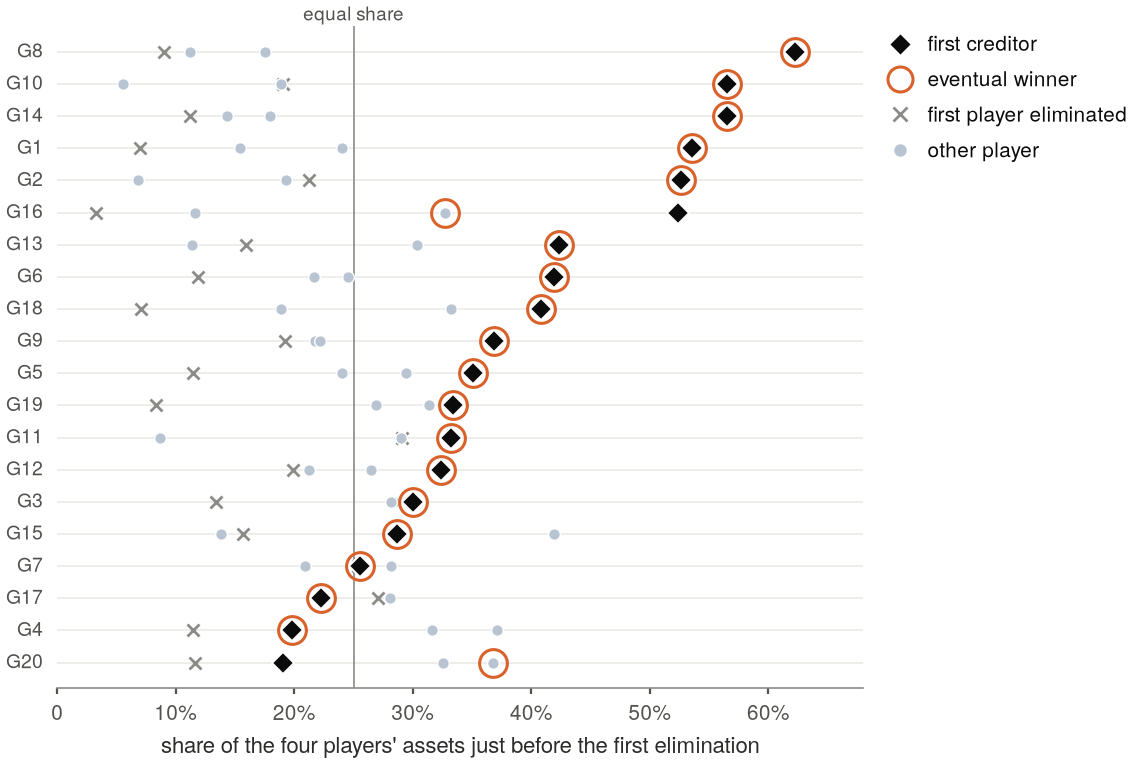 equal share
first creditor
eventual winner
first player eliminated
other player
G8
G10
G14
G1
G2
G16
G13
G6
G18
G9
G5
G19
G11
G12
G3
G15
G7
G17
G4
G20
0 10% 20% 30% 40% 50% 60%
share of the four players' assets just before the first elimination